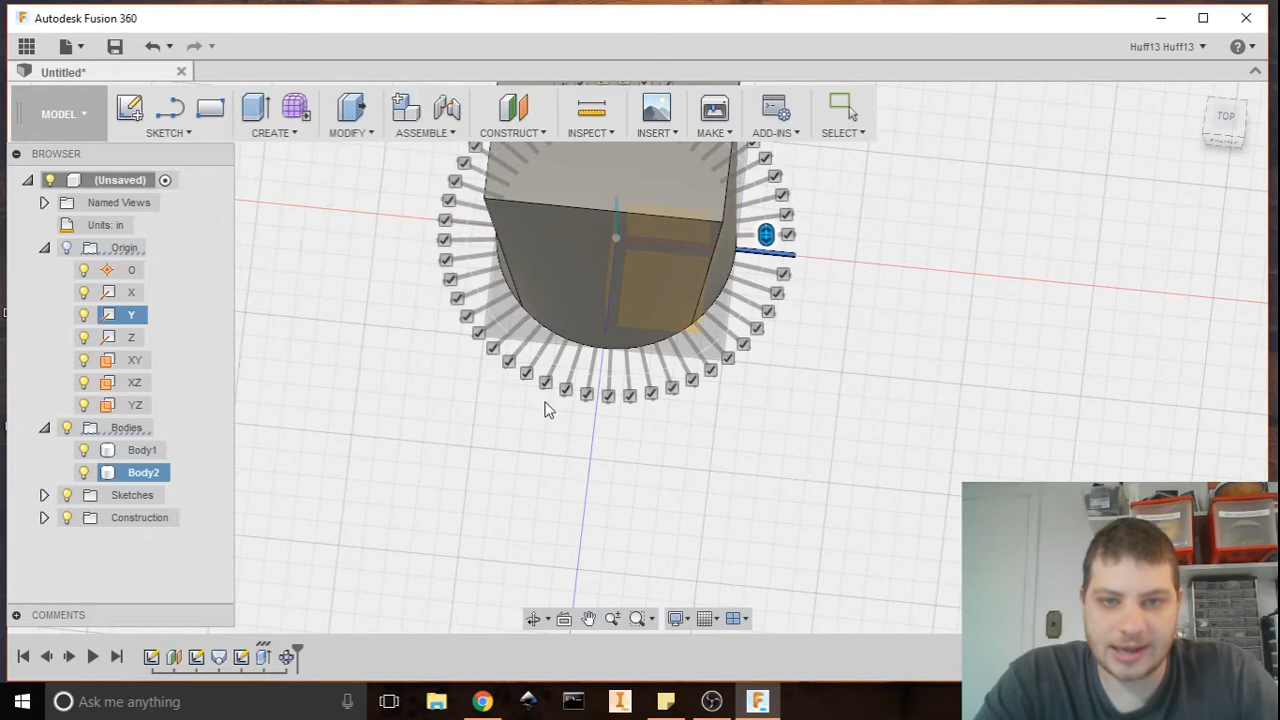 Autodesk Fusion 360
Huff13 Huff13
Untitled*
MODEL
SKETCH
CREATE
MODIFY
ASSEMBLE
CONSTRUCT
INSPECT
INSERT
MAKE
ADD-INS
SELECT
TOP
BROWSER
(Unsaved)
Named Views
Units: in
Origin
O
X
Y
Z
XY
XZ
YZ
Bodies
Body1
Body2
Sketches
Construction
COMMENTS
Ask me anything